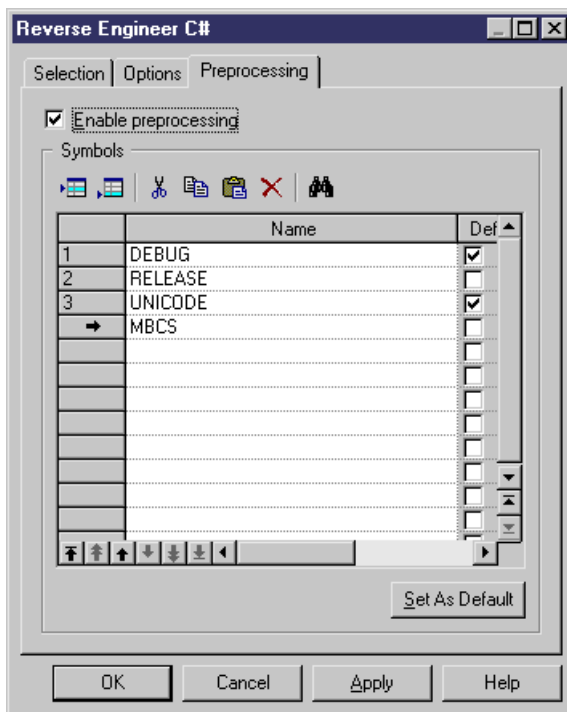 Reverse Engineer C#
Selection Options Preprocessing
Enable preprocessing
Symbols
Name Def
1 DEBUG
2 RELEASE
3 UNICODE
MBCS
Set As Default
OK Cancel Apply Help